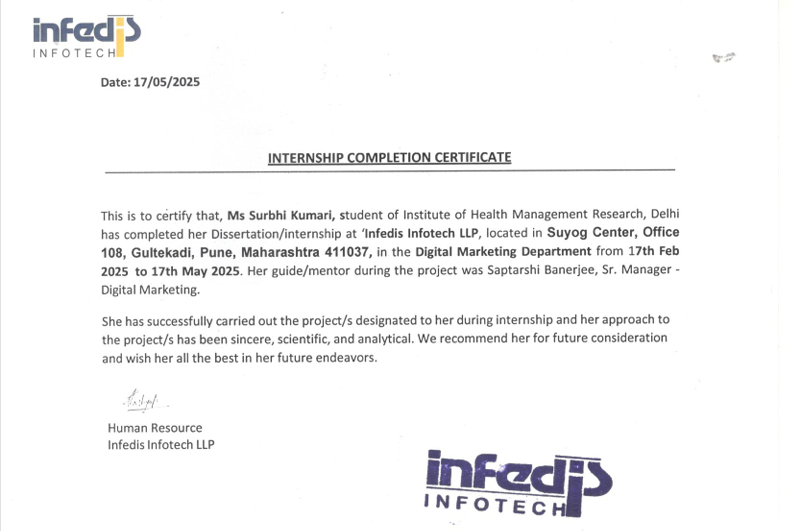 infedis
INFOTECH
Date: 17/05/2025
INTERNSHIP COMPLETION CERTIFICATE
This is to certify that, Ms Surbhi Kumari, student of Institute of Health Management Research, Delhi
has completed her Dissertation/internship at ‘Infedis Infotech LLP, located in Suyog Center, Office
108, Gultekadi, Pune, Maharashtra 411037, in the Digital Marketing Department from 17th Feb
2025 to 17th May 2025. Her guide/mentor during the project was Saptarshi Banerjee, Sr. Manager -
Digital Marketing.
She has successfully carried out the project/s designated to her during internship and her approach to
the project/s has been sincere, scientific, and analytical. We recommend her for future consideration
and wish her all the best in her future endeavors.
Human Resource
Infedis Infotech LLP
infedis
INFOTECH